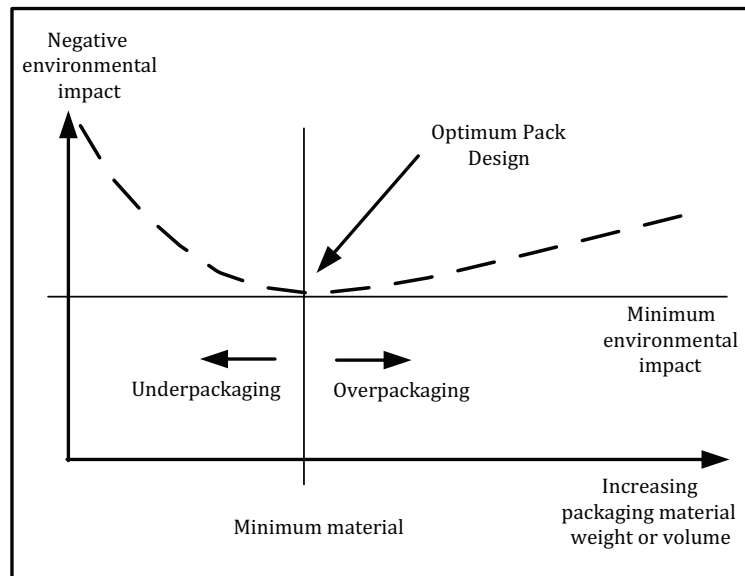 Negative
environmental
impact
Optimum Pack
Design
Minimum
environmental
impact
Underpackaging
Overpackaging
Increasing
packaging material
weight or volume
Minimum material